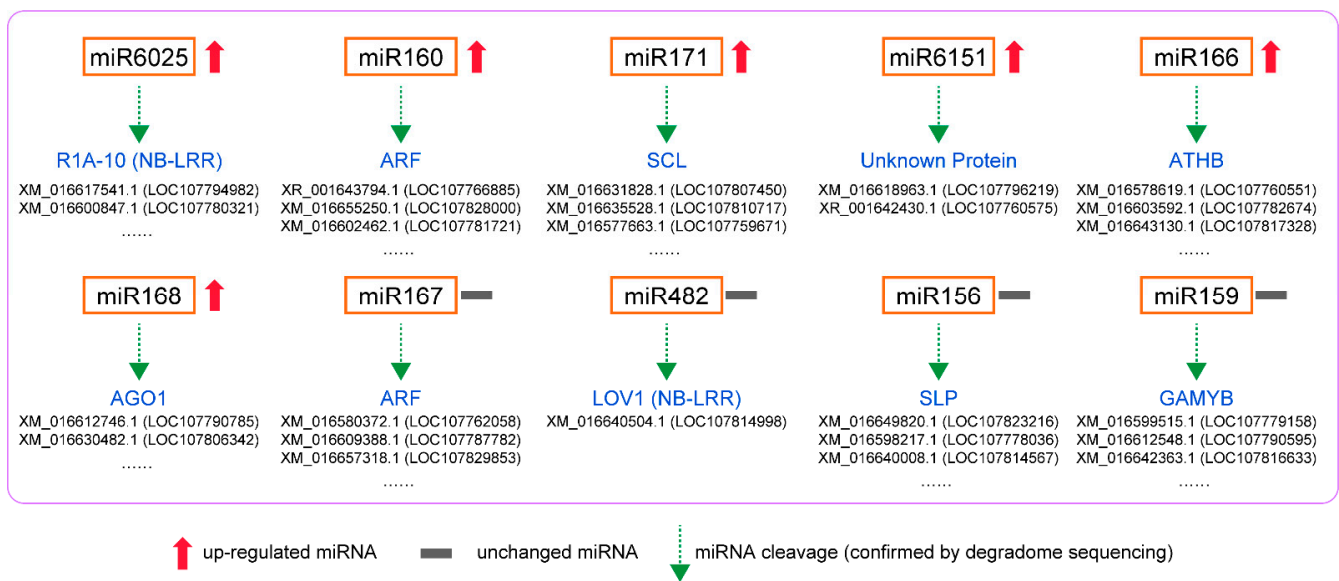 miR6025
miR160
miR171
miR6151
miR166
R1A-10 (NB-LRR)
ARF
SCL
Unknown Protein
ATHB
XM_016617541.1 (LOC107794982)
XM_016600847.1 (LOC107780321)
......
XR_001643794.1 (LOC107766885)
XM_016655250.1 (LOC107828000)
XM_016602462.1 (LOC107781721)
......
XM_016631828.1 (LOC107807450)
XM_016635528.1 (LOC107810717)
XM_016577663.1 (LOC107759671)
......
XM_016618963.1 (LOC107796219)
XR_001642430.1 (LOC107760575)
XM_016578619.1 (LOC107760551)
XM_016603592.1 (LOC107782674)
XM_016643130.1 (LOC107817328)
......
miR168
miR167
miR482
miR156
miR159
AGO1
ARF
LOV1 (NB-LRR)
SLP
GAMYB
XM_016612746.1 (LOC107790785)
XM_016630482.1 (LOC107806342)
......
XM_016580372.1 (LOC107762058)
XM_016609388.1 (LOC107787782)
XM_016657318.1 (LOC107829853)
......
XM_016640504.1 (LOC107814998)
XM_016649820.1 (LOC107823216)
XM_016598217.1 (LOC107778036)
XM_016640008.1 (LOC107814567)
......
XM_016599515.1 (LOC107779158)
XM_016612548.1 (LOC107790595)
XM_016642363.1 (LOC107816633)
......
up-regulated miRNA
unchanged miRNA
miRNA cleavage (confirmed by degradome sequencing)